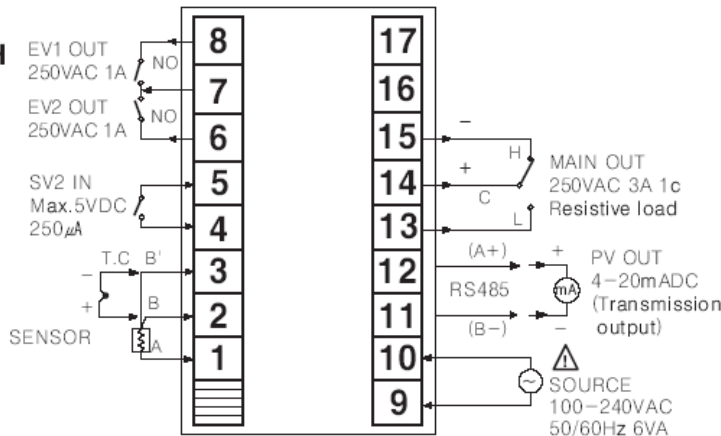 H
EV1 OUT
250VAC 1A
NO
EV2 OUT
250VAC 1A
NO
SV2 IN
Max.5VDC
250㎂
T.C B'
−
+
B
A
SENSOR
8
7
6
5
4
3
2
1
17
16
15
14
13
12
11
10
9
−
H
+
C
L
MAIN OUT
250VAC 3A 1c
Resistive load
(A+)
RS485
(B−)
+
mA
−
PV OUT
4−20mADC
(Transmission
output)
SOURCE
100−240VAC
50/60Hz 6VA